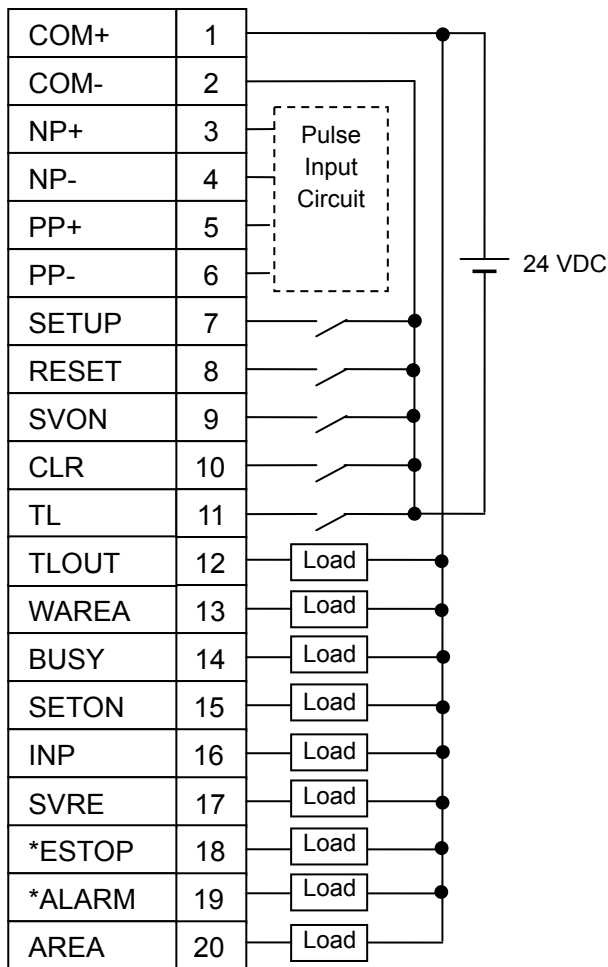 COM+ 1
COM- 2
NP+ 3
NP- 4
PP+ 5
PP- 6
Pulse
Input
Circuit
24 VDC
SETUP 7
RESET 8
SVON 9
CLR 10
TL 11
TLOUT 12 Load
WAREA 13 Load
BUSY 14 Load
SETON 15 Load
INP 16 Load
SVRE 17 Load
*ESTOP 18 Load
*ALARM 19 Load
AREA 20 Load